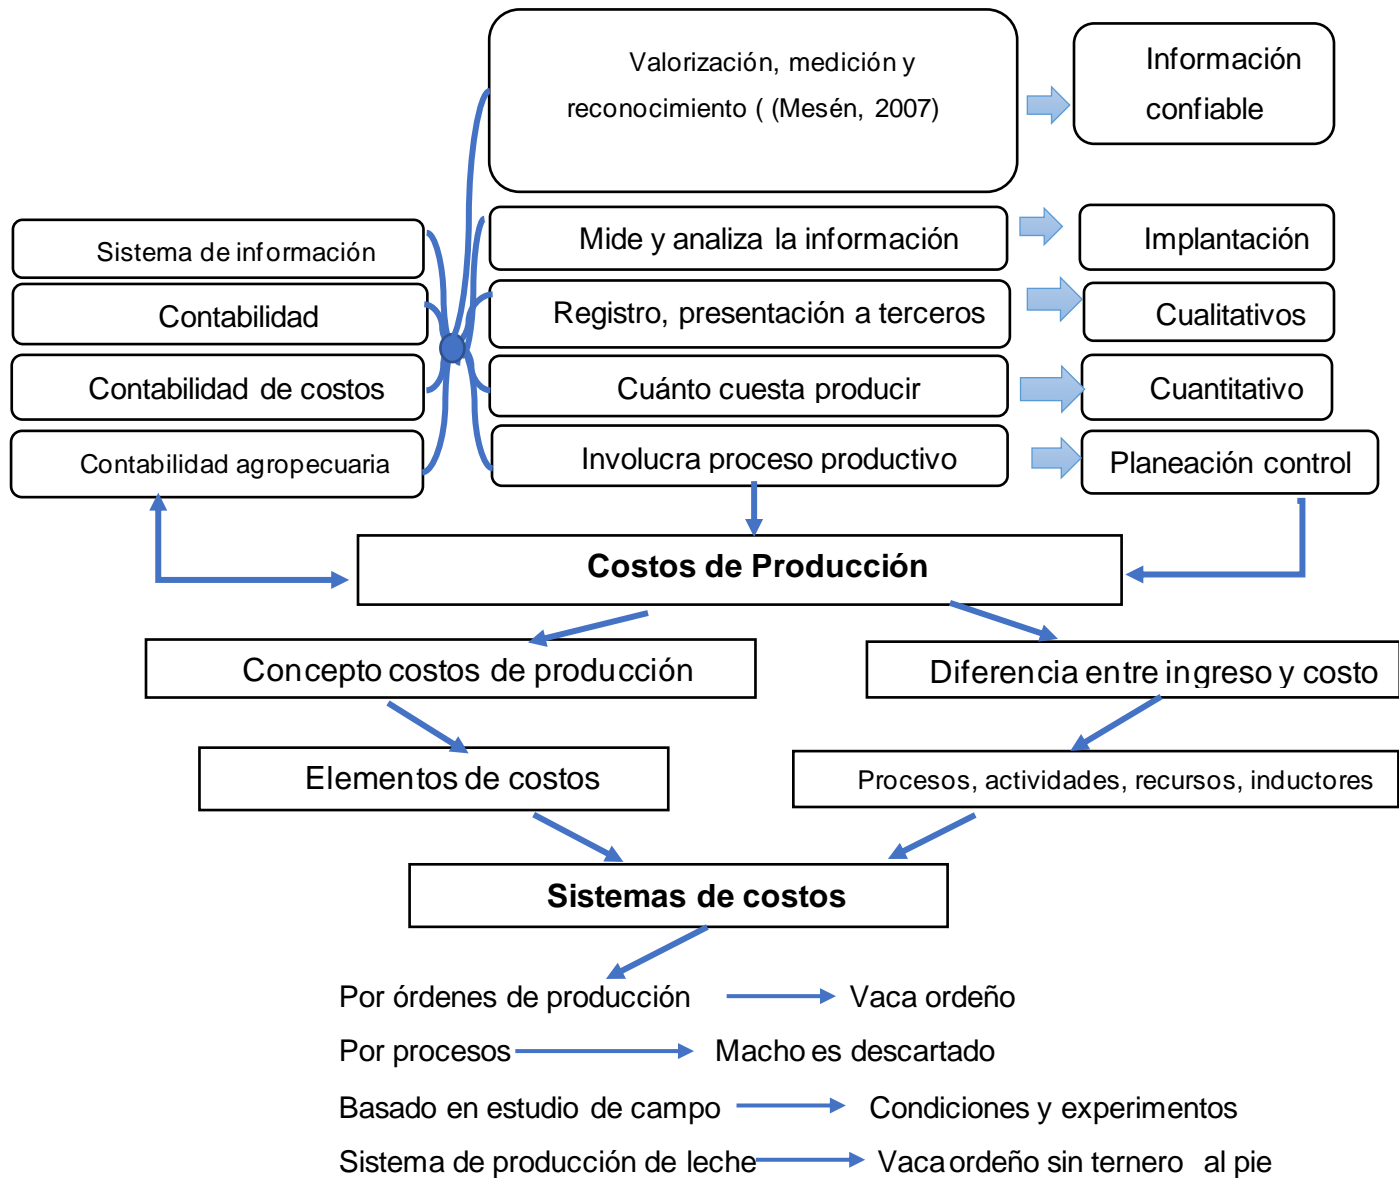 Valorización, medición y
reconocimiento ( (Mesén, 2007)
Información
confiable
Sistema de información
Mide y analiza la información
Implantación
Contabilidad
Registro, presentación a terceros
Cualitativos
Contabilidad de costos
Cuánto cuesta producir
Cuantitativo
Contabilidad agropecuaria
Involucra proceso productivo
Planeación control
Costos de Producción
Concepto costos de producción
Diferencia entre ingreso y costo
Elementos de costos
Procesos, actividades, recursos, inductores
Sistemas de costos
Por órdenes de producción Vaca ordeño
Por procesos Macho es descartado
Basado en estudio de campo Condiciones y experimentos
Sistema de producción de leche Vaca ordeño sin ternero al pie